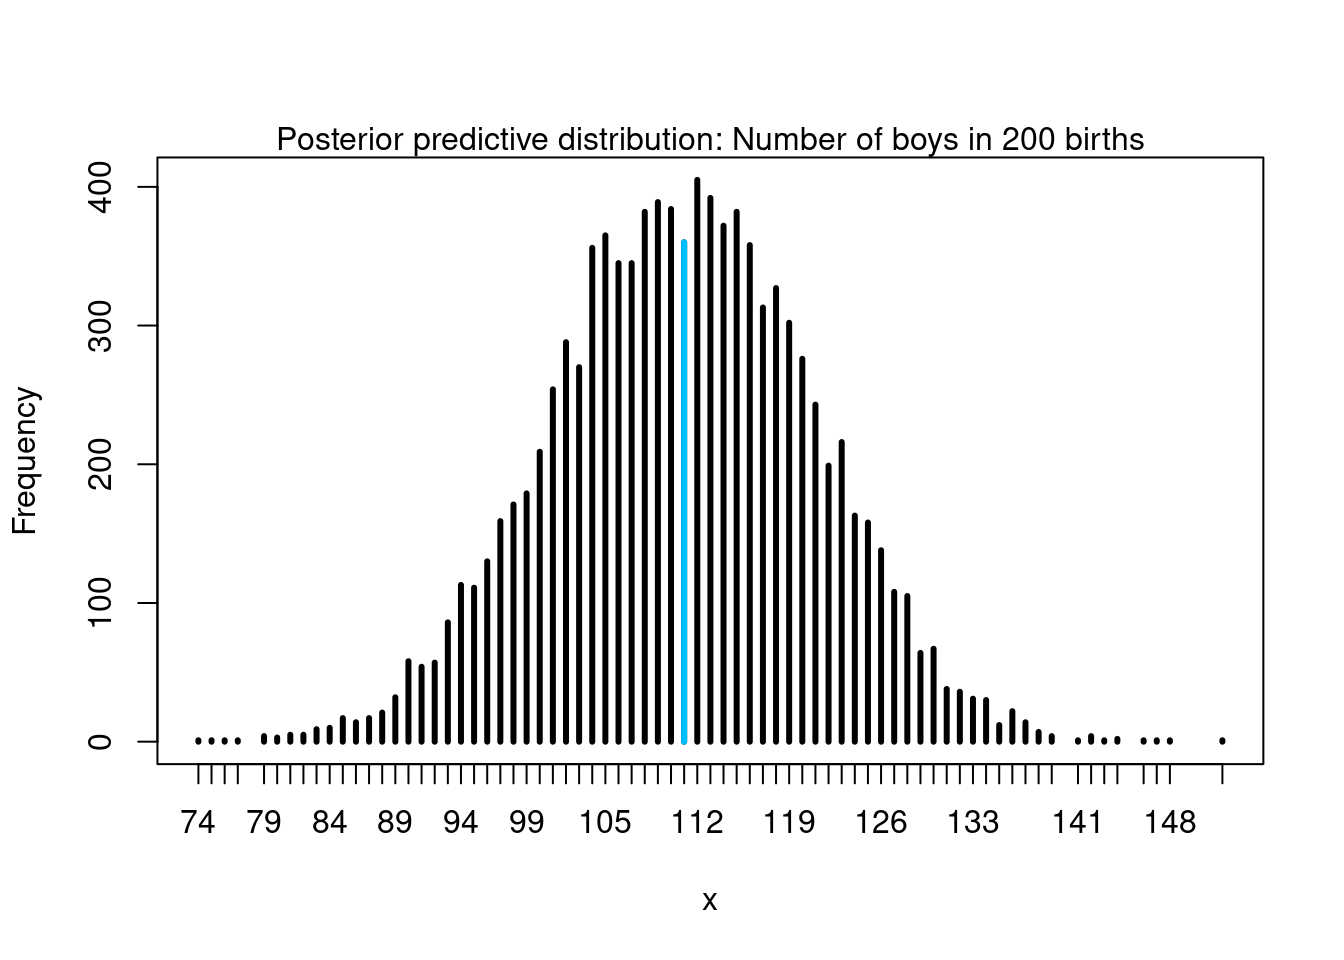 Posterior predictive distribution: Number of boys in 200 births
Frequency
400
300
200
100
0
74 79 84 89 94 99 105 112 119 126 133 141 148
x